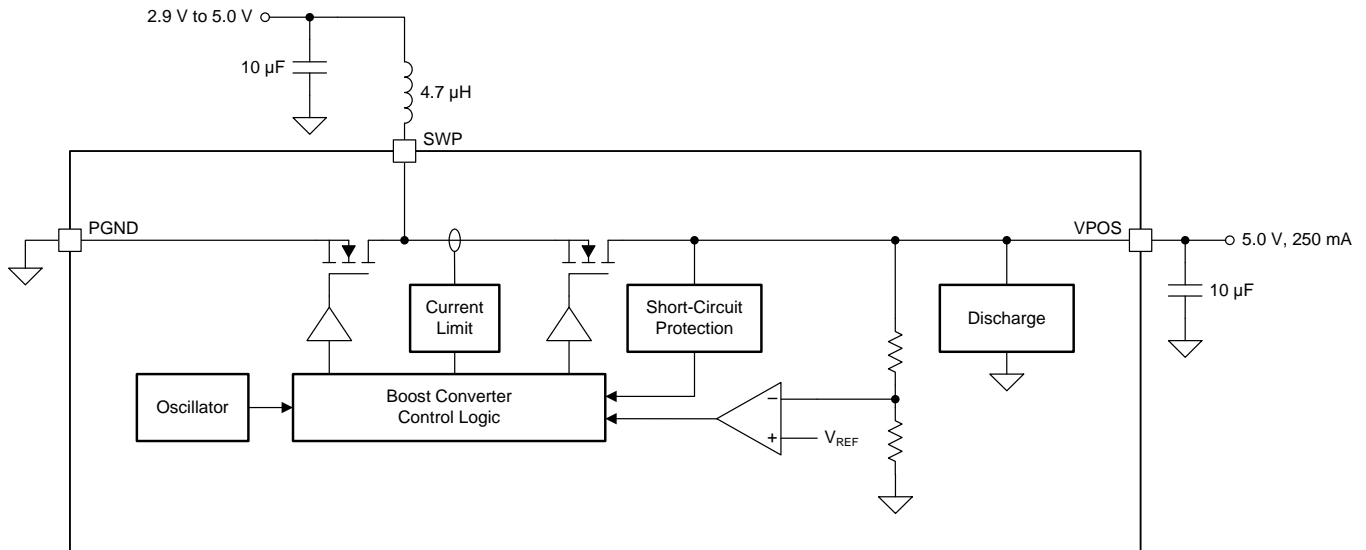 2.9 V to 5.0 V
10 µF
4.7 µH
SWP
PGND
VPOS
5.0 V, 250 mA
10 µF
Current
Limit
Short-Circuit
Protection
Discharge
Oscillator
Boost Converter
Control Logic
−
+
VREF